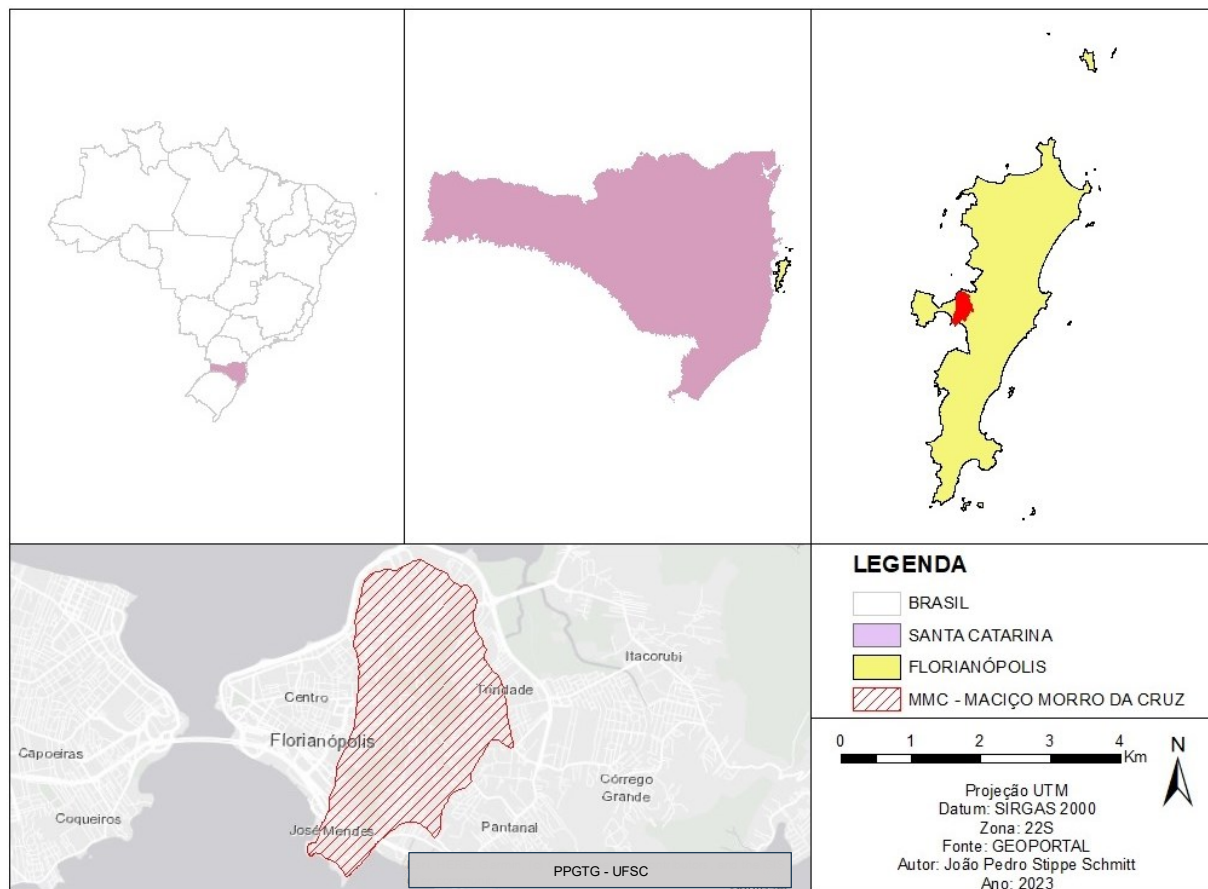 Centro
Florianópolis
Capoeiras
Coqueiros
José Mendes
Trindade
Itacorubi
Córrego
Grande
Pantanal
PPGTG - UFSC
LEGENDA
BRASIL
SANTA CATARINA
FLORIANÓPOLIS
MMC - MACIÇO MORRO DA CRUZ
0 1 2 3 4
Km
N
Projeção UTM
Datum: SIRGAS 2000
Zona: 22S
Fonte: GEOPORTAL
Autor: João Pedro Stippe Schmitt
Ano: 2023